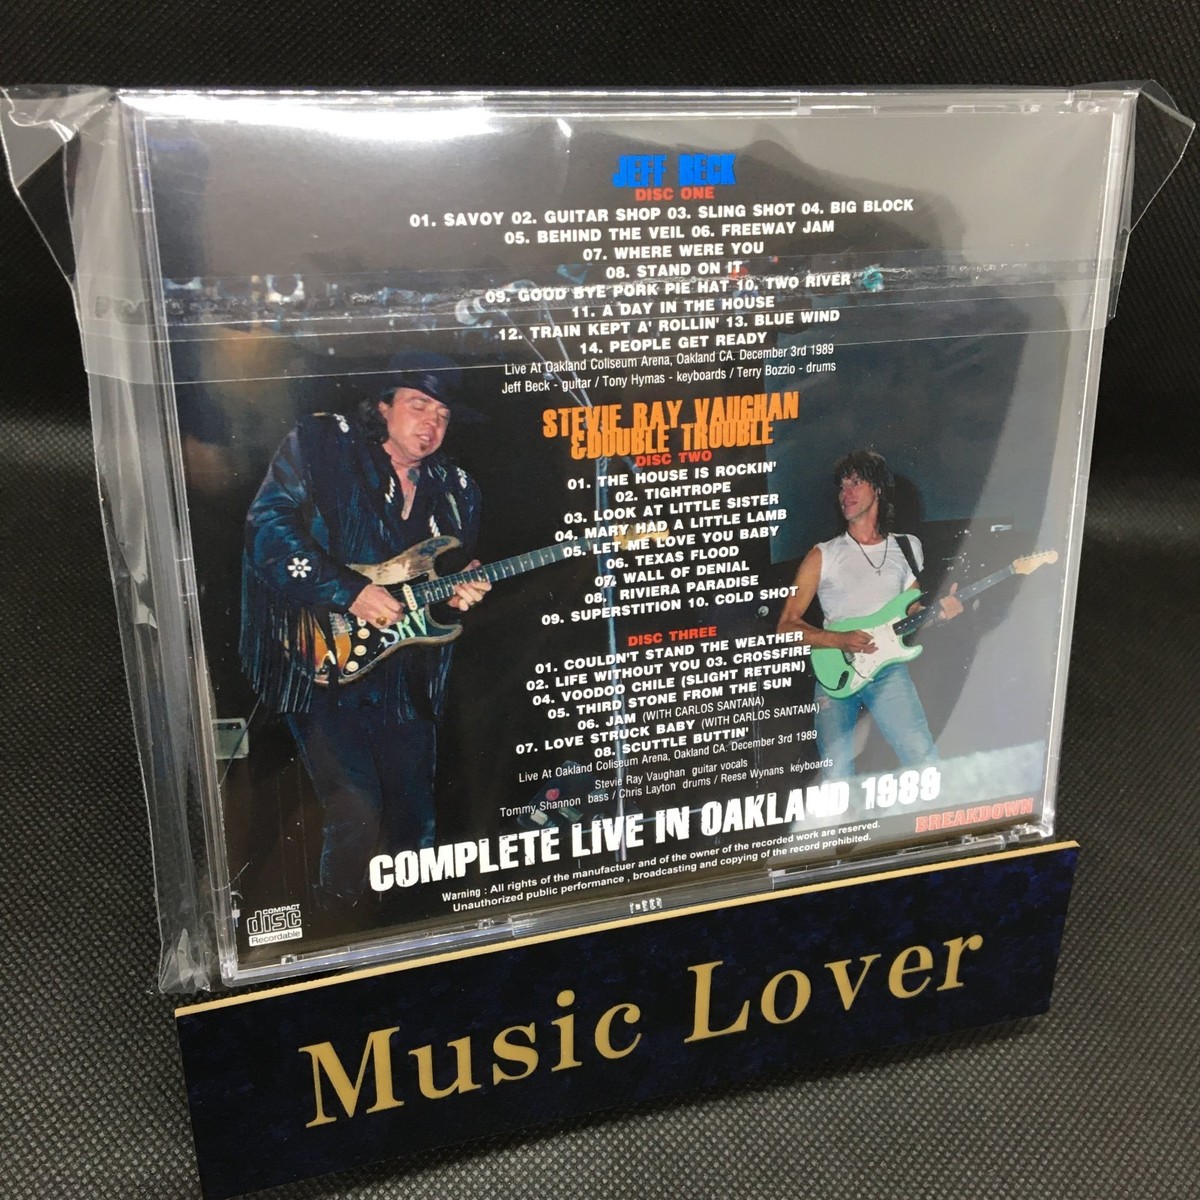 JEFF BECK
DISC ONE
01. SAVOY 02. GUITAR SHOP 03. SLING SHOT 04. BIG BLOCK
05. BEHIND THE VEIL 06. FREEWAY JAM
07. WHERE WERE YOU
08. STAND ON IT
09. GOOD BYE PORK PIE HAT 10. TWO RIVER
11. A DAY IN THE HOUSE
12. TRAIN KEPT A' ROLLIN' 13. BLUE WIND
14. PEOPLE GET READY
Live At Oakland Coliseum Arena, Oakland CA. December 3rd 1989
Jeff Beck - guitar / Tony Hymas - keyboards / Terry Bozzio - drums
STEVIE RAY VAUGHAN
&DOUBLE TROUBLE
DISC TWO
01. THE HOUSE IS ROCKIN'
02. TIGHTROPE
03. LOOK AT LITTLE SISTER
04. MARY HAD A LITTLE LAMB
05. LET ME LOVE YOU BABY
06. TEXAS FLOOD
07. WALL OF DENIAL
08. RIVIERA PARADISE
09. SUPERSTITION 10. COLD SHOT
DISC THREE
01. COULDN'T STAND THE WEATHER
02. LIFE WITHOUT YOU 03. CROSSFIRE
04. VOODOO CHILE (SLIGHT RETURN)
05. THIRD STONE FROM THE SUN
06. JAM (WITH CARLOS SANTANA)
07. LOVE STRUCK BABY (WITH CARLOS SANTANA)
08. SCUTTLE BUTTIN'
Live At Oakland Coliseum Arena, Oakland CA. December 3rd 1989
Stevie Ray Vaughan guitar vocals
Tommy Shannon bass / Chris Layton drums / Reese Wynans keyboards
SRV
COMPLETE LIVE IN OAKLAND 1989
BREAKDOWN
Warning : All rights of the manufactuer and of the owner of the recorded work are reserved.
Unauthorized public performance , broadcasting and copying of the record prohibited.
COMPACT
disc
Recordable
Music Lover